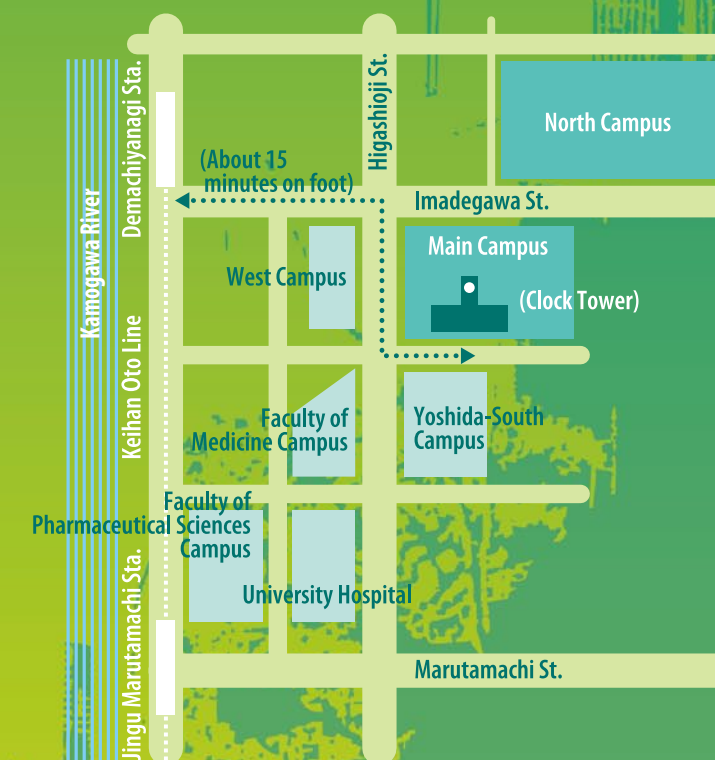 Higashioji St.
Demachiyanagi Sta.
North Campus
(About 15
minutes on foot)
Imadegawa St.
Kamogawa River
Main Campus
West Campus
(Clock Tower)
Keihan Oto Line
Faculty of
Medicine Campus
Yoshida-South
Campus
Faculty of
Pharmaceutical Sciences
Campus
Jingu Marutamachi Sta.
University Hospital
Marutamachi St.